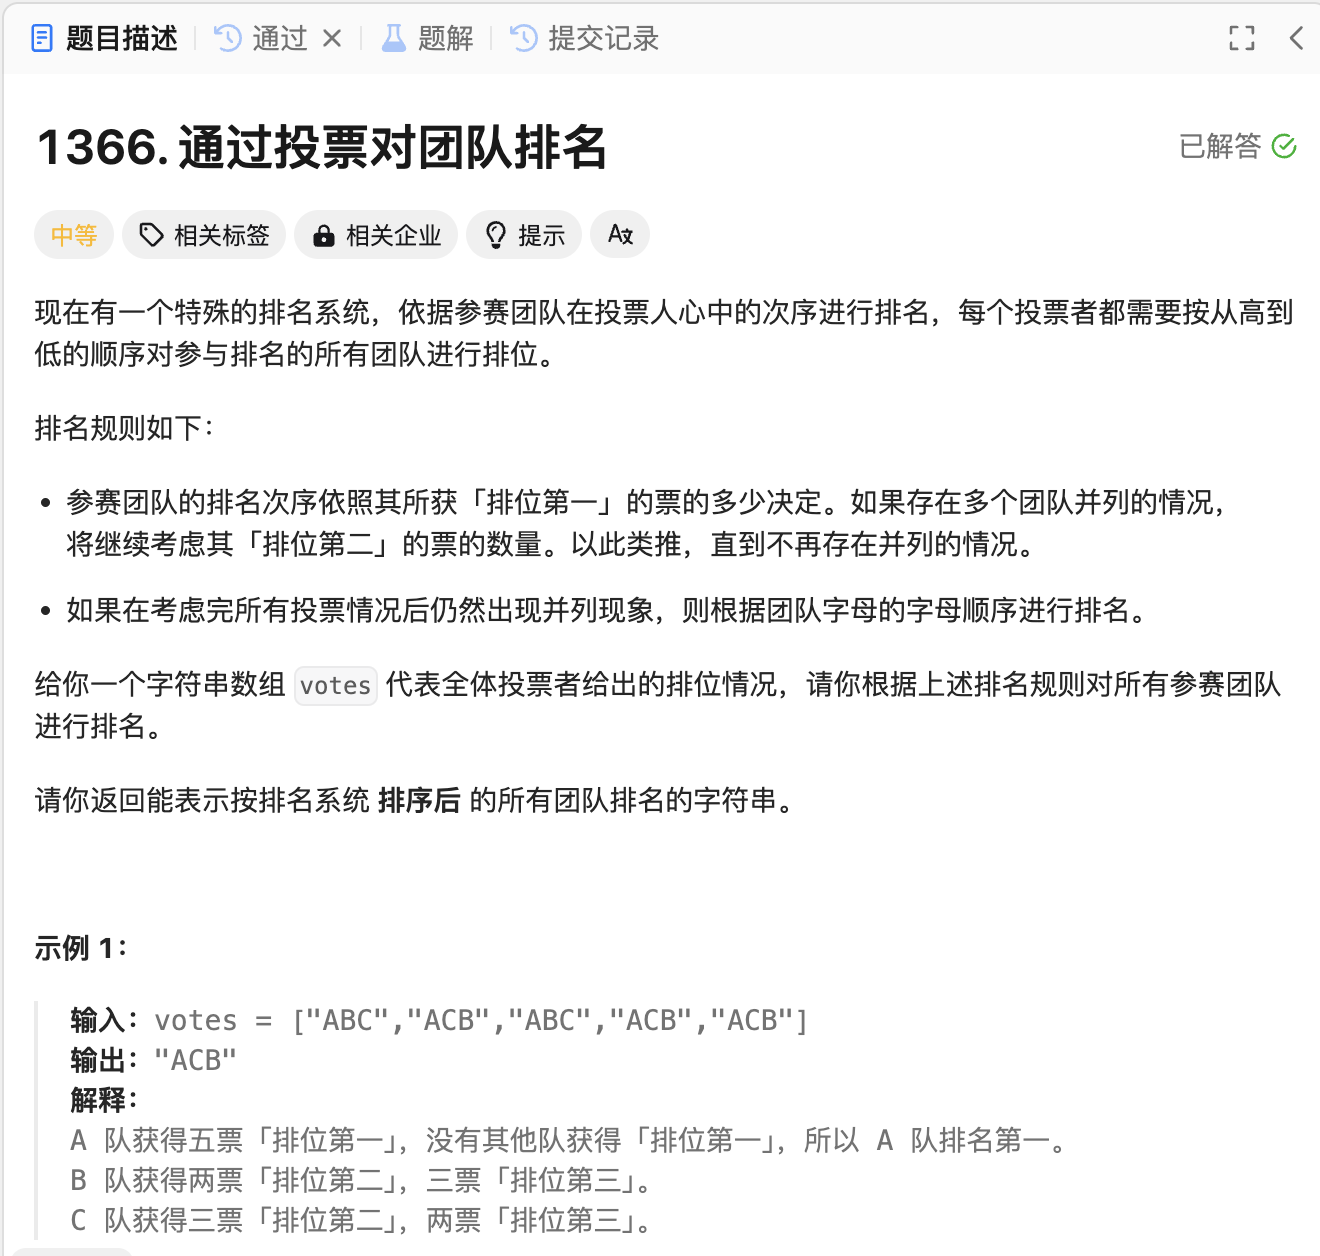 题目描述 通过 题解 提交记录
1366. 通过投票对团队排名
已解答
中等 相关标签 相关企业 提示 A文
现在有一个特殊的排名系统，依据参赛团队在投票人心中的次序进行排名，每个投票者都需要按从高到
低的顺序对参与排名的所有团队进行排位。
排名规则如下：
• 参赛团队的排名次序依照其所获「排位第一」的票的多少决定。如果存在多个团队并列的情况，
将继续考虑其「排位第二」的票的数量。以此类推，直到不再存在并列的情况。
• 如果在考虑完所有投票情况后仍然出现并列现象，则根据团队字母的字母顺序进行排名。
给你一个字符串数组 votes 代表全体投票者给出的排位情况，请你根据上述排名规则对所有参赛团队
进行排名。
请你返回能表示按排名系统 排序后 的所有团队排名的字符串。
示例 1：
输入：votes = ["ABC","ACB","ABC","ACB","ACB"]
输出："ACB"
解释：
A 队获得五票「排位第一」，没有其他队获得「排位第一」，所以 A 队排名第一。
B 队获得两票「排位第二」，三票「排位第三」。
C 队获得三票「排位第二」，两票「排位第三」。